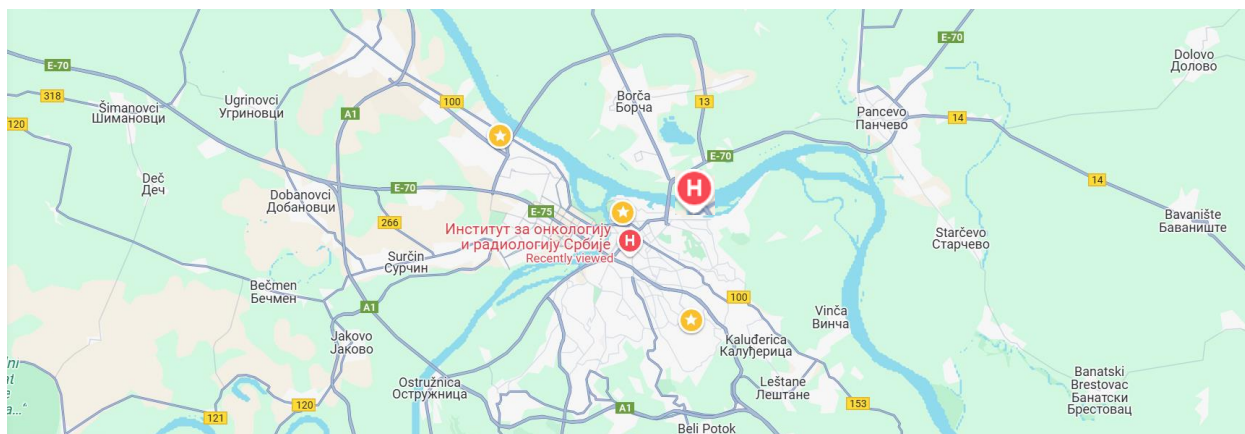 E-70
Dolovo
Долово
318
100
Borča
Борча
13
Šimanovci
Шимановци
Ugrinovci
Угриновци
A1
Pancevo
Панчево
14
120
E-70
Deč
Деч
E-70
14
Dobanovci
Добановци
E-75
266
Институт за онкологију
и радиологију Србије
Recently viewed
H
H
Bavanište
Баваниште
Starčevo
Старчево
Surčin
Сурчин
Bečmen
Бечмен
A1
100
Vinča
Винча
Jakovo
Јаково
Kaluđerica
Калуђерица
Ostružnica
Остружница
Leštane
Лештане
Banatski
Brestovac
Банатски
Брестовац
120
121
153
A1
Beli Potok